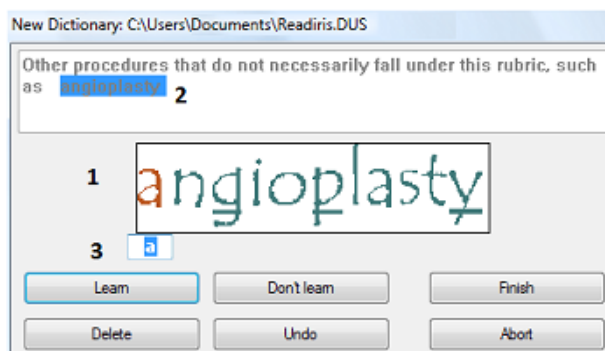 New Dictionary: C:\Users\Documents\Readiris.DUS
Other procedures that do not necessarily fall under this rubric, such
as angioplasty 2
1 angioplasty
3 a
Learn Don't learn Finish
Delete Undo Abort